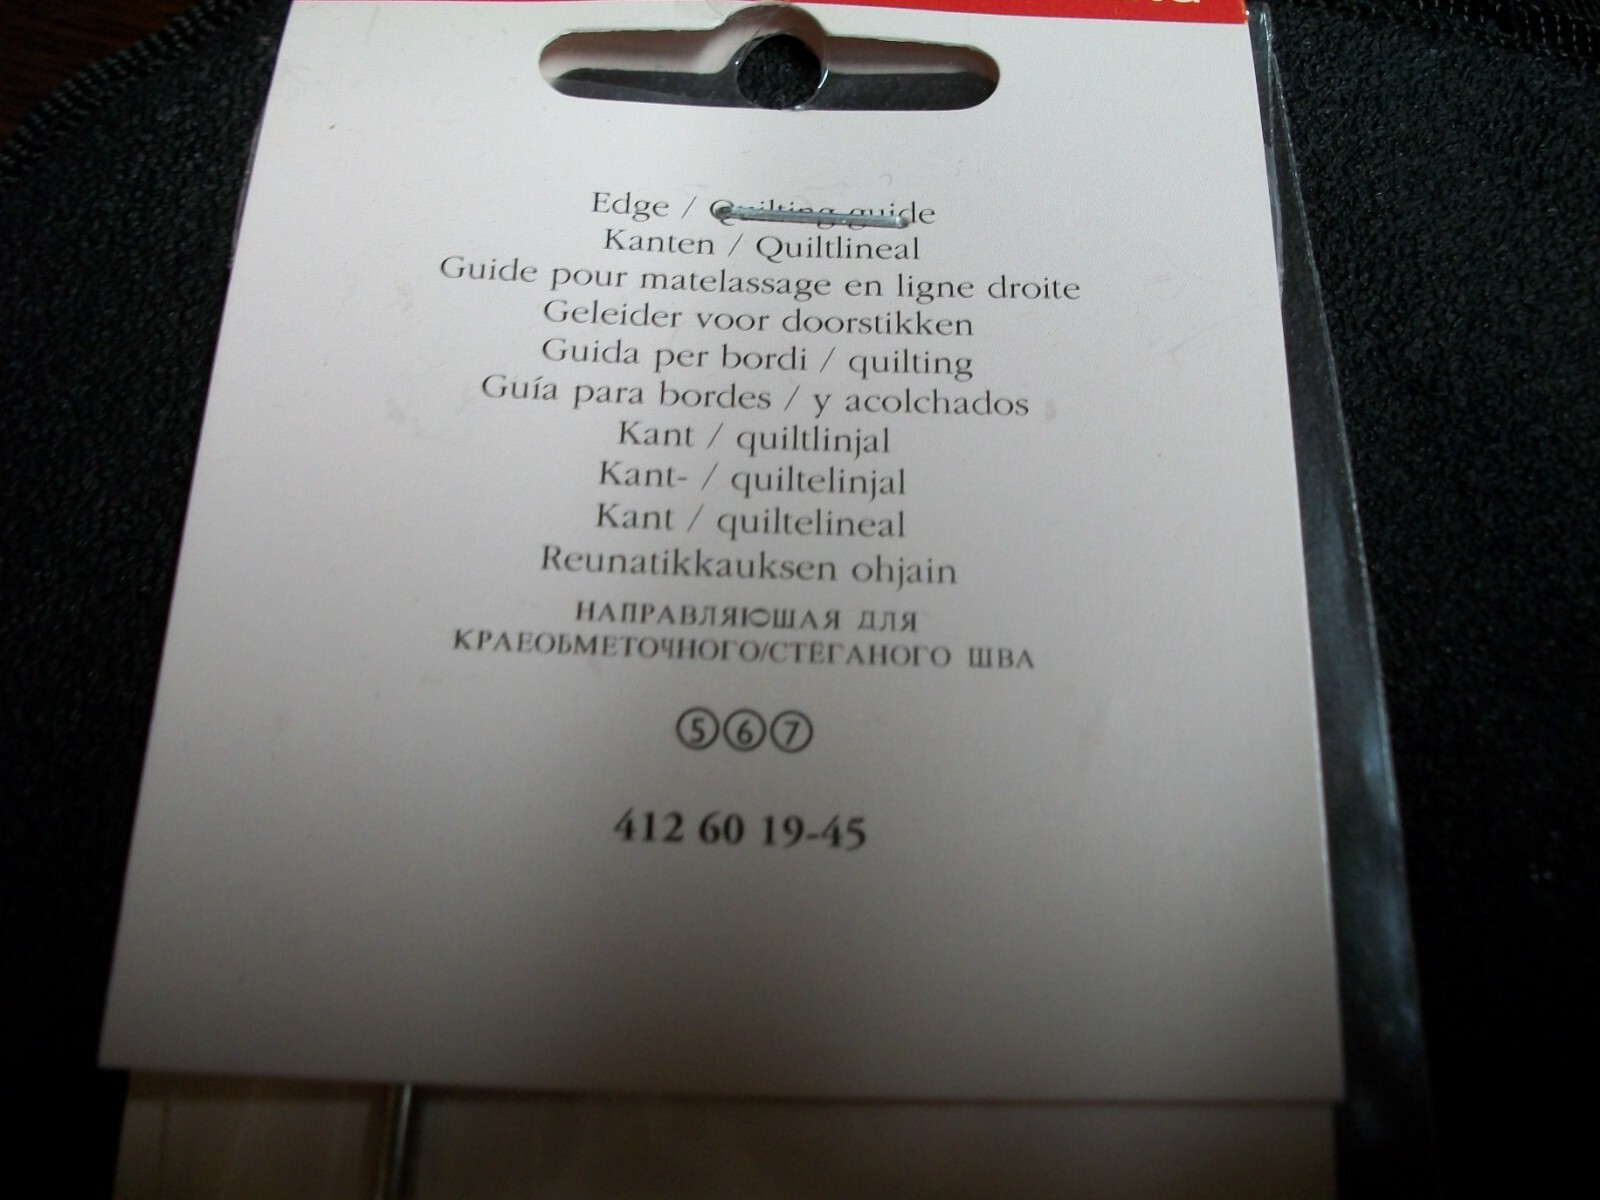 Edge / Quilting guide
Kanten / Quiltlineal
Guide pour matelassage en ligne droite
Geleider voor doorstikken
Guida per bordi / quilting
Guía para bordes / y acolchados
Kant / quiltlinjal
Kant- / quiltelinjal
Kant / quiltelineal
Reunatikkauksen ohjain
НАПРАВЛЯЮЩАЯ ДЛЯ
КРАЕОБМЕТОЧНОГО/СТЁГАНОГО ШВА
⑤⑥⑦
412 60 19-45